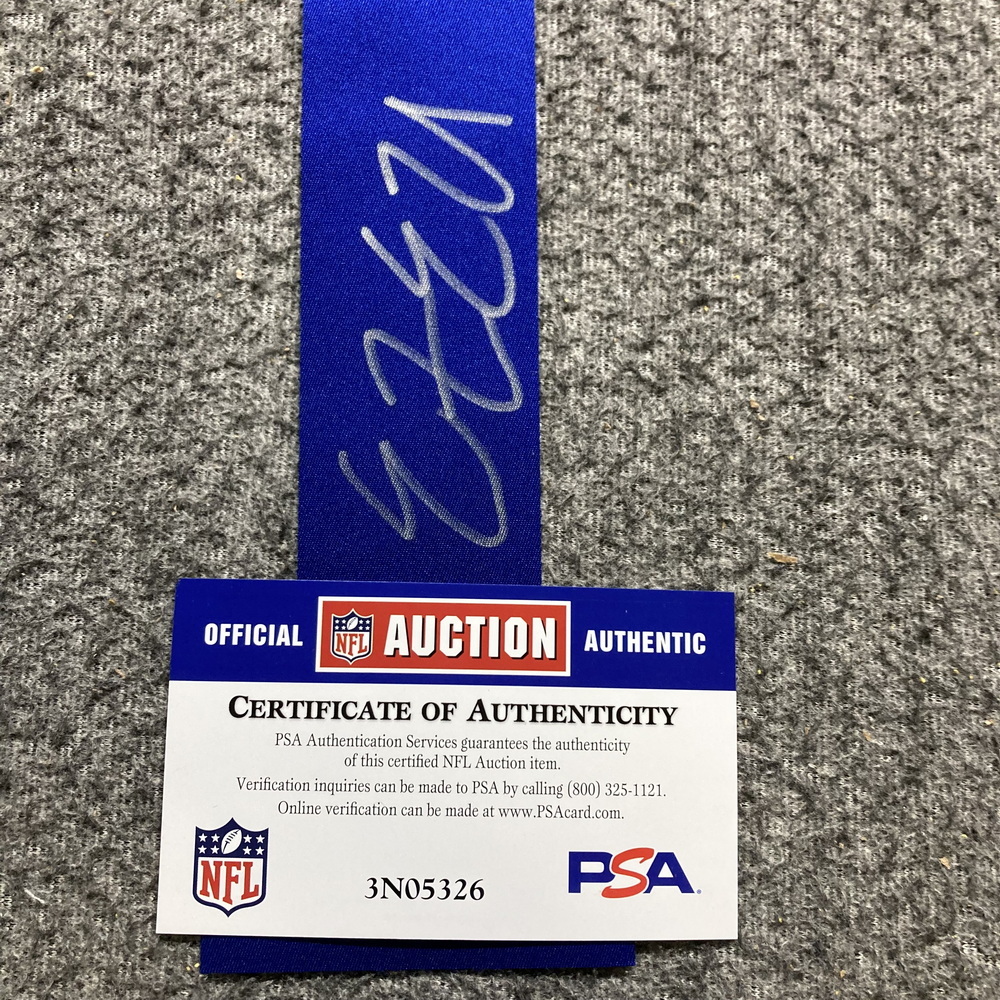 OFFICIAL NFL AUCTION AUTHENTIC
CERTIFICATE OF AUTHENTICITY
PSA Authentication Services guarantees the authenticity
of this certified NFL Auction item.
Verification inquiries can be made to PSA by calling (800) 325-1121.
Online verification can be made at www.PSAcard.com.
NFL
3N05326
PSA